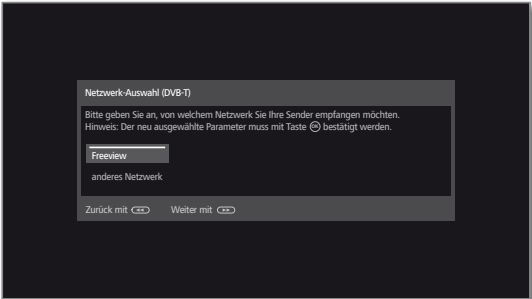 Netzwerk-Auswahl (DVB-T)
Bitte geben Sie an, von welchem Netzwerk Sie Ihre Sender empfangen möchten.
Hinweis: Der neu ausgewählte Parameter muss mit Taste OK bestätigt werden.
Freeview
anderes Netzwerk
Zurück mit ◄◄ Weiter mit ►►